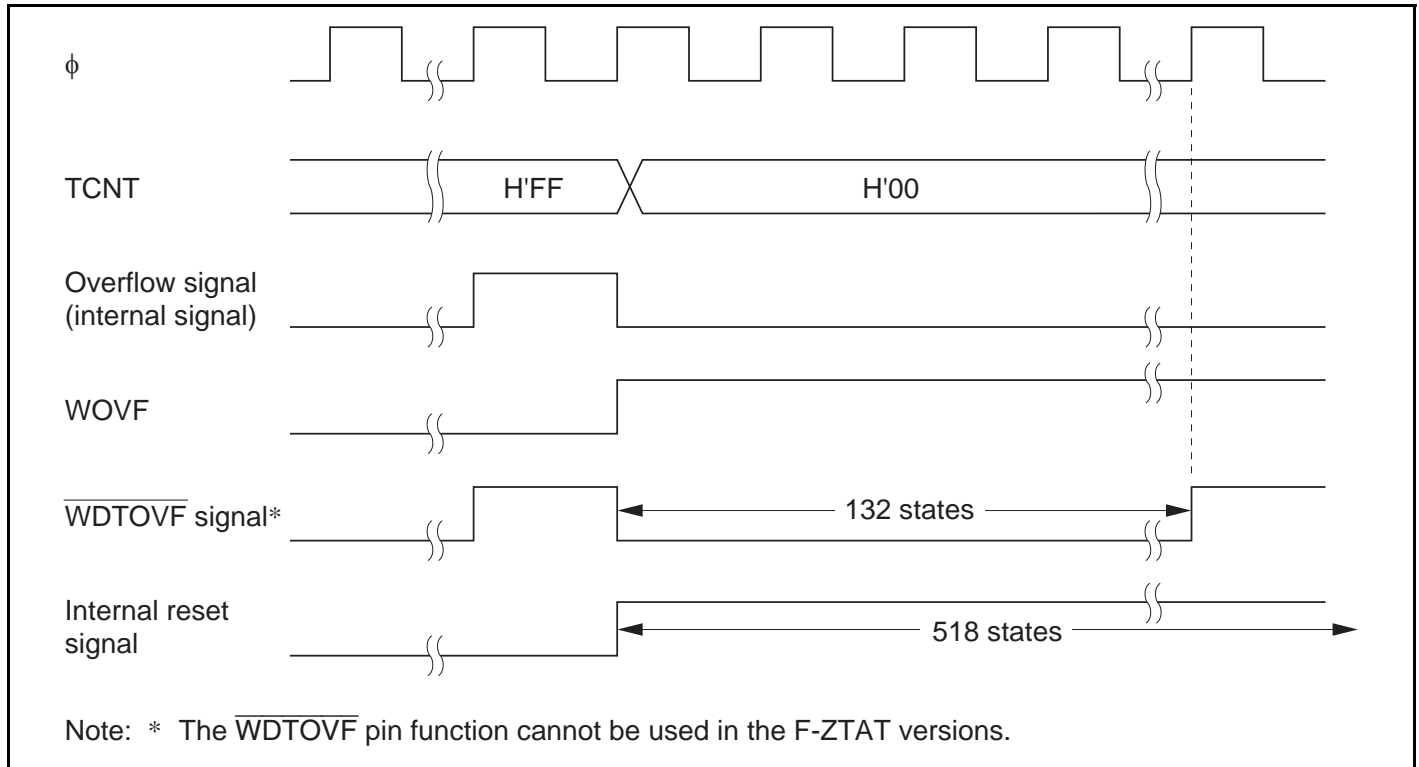 ϕ
TCNT
H'FF
H'00
Overflow signal
(internal signal)
WOVF
WDTOVF signal*
132 states
Internal reset
signal
518 states
Note: * The WDTOVF pin function cannot be used in the F-ZTAT versions.